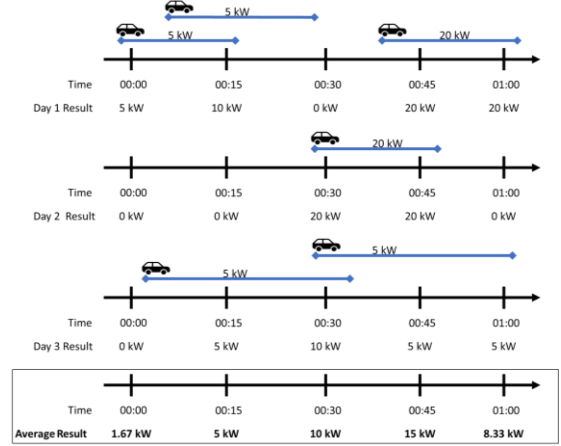 5 kW
5 kW 20 kW
Time 00:00 00:15 00:30 00:45 01:00
Day 1 Result 5 kW 10 kW 0 kW 20 kW 20 kW
20 kW
Time 00:00 00:15 00:30 00:45 01:00
Day 2 Result 0 kW 0 kW 20 kW 20 kW 0 kW
5 kW
5 kW
Time 00:00 00:15 00:30 00:45 01:00
Day 3 Result 0 kW 5 kW 10 kW 5 kW 5 kW
Time 00:00 00:15 00:30 00:45 01:00
Average Result 1.67 kW 5 kW 10 kW 15 kW 8.33 kW